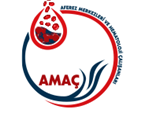 AFEREZ MERKEZLERİ VE HEMATOLOJİ ÇALIŞANLARI
AMAÇ